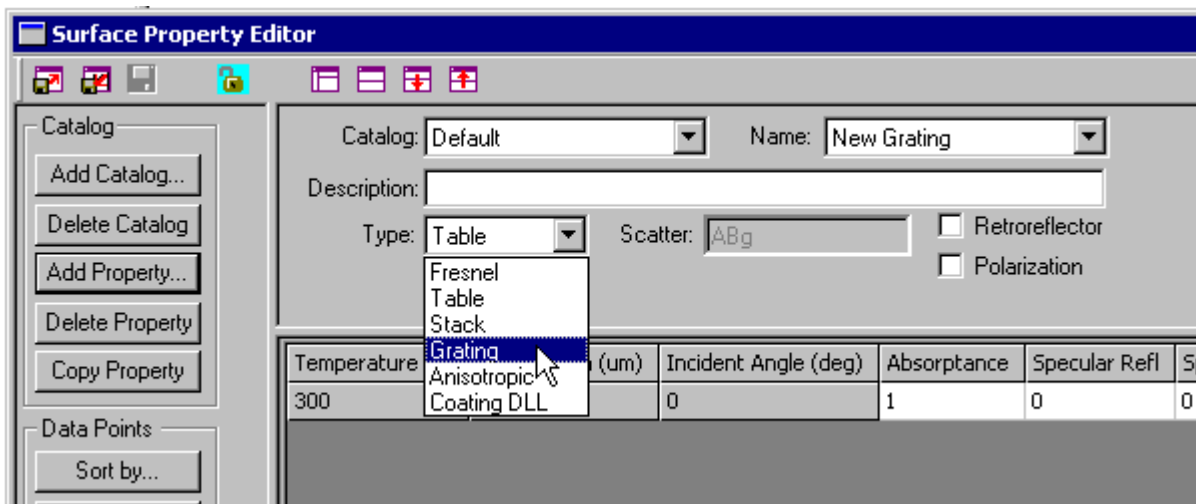 Surface Property Editor
Catalog
Add Catalog...
Delete Catalog
Add Property...
Delete Property
Copy Property
Data Points
Sort by...
Catalog: Default Name: New Grating
Description:
Type: Table Scatter: ABg Retroreflector
Polarization
Fresnel
Table
Stack
Grating
Anisotropic
Coating DLL
Temperature (um) Incident Angle (deg) Absorptance Specular Refl
300 0 1 0 0